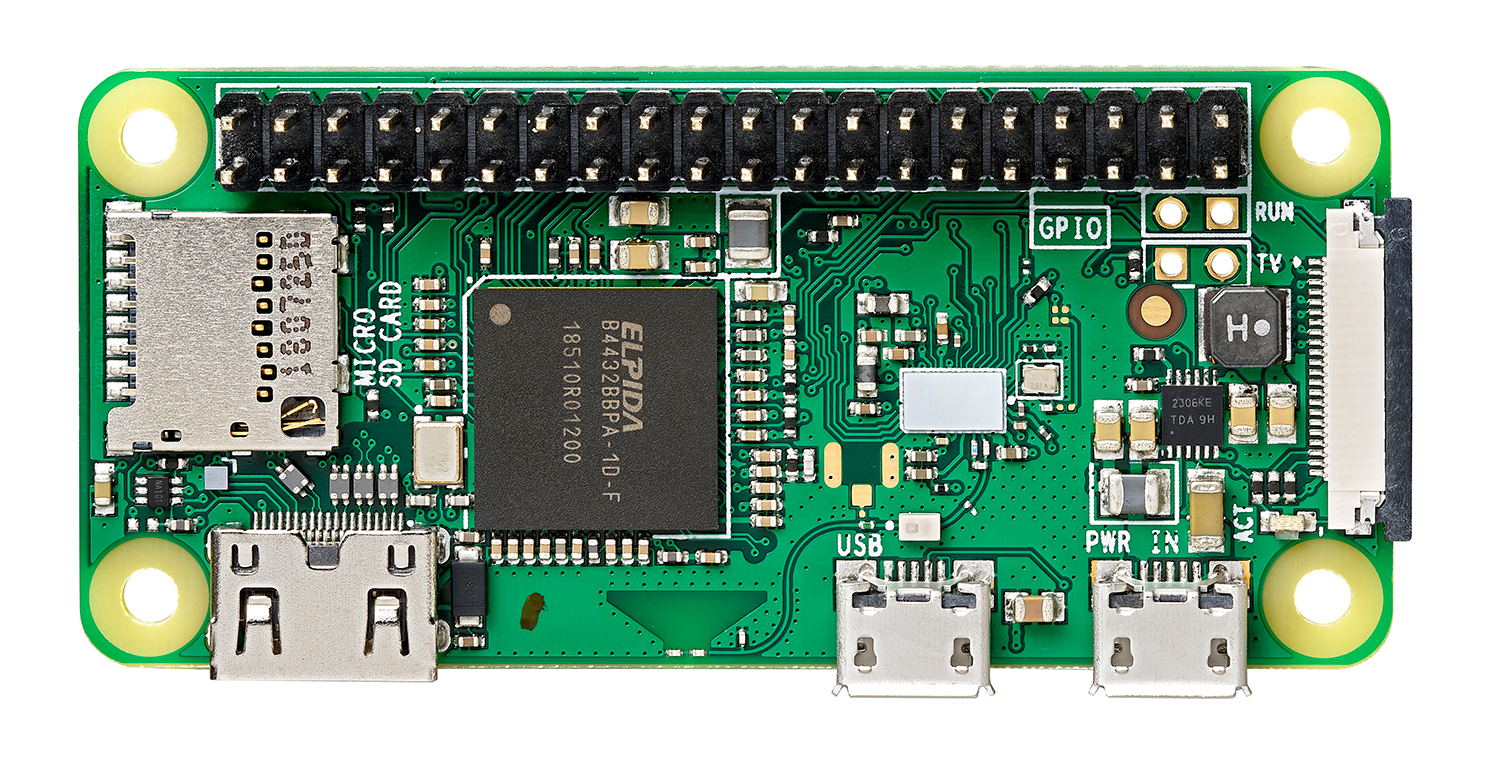 GPIO
RUN
TV
MICRO
SD CARD
ELPIDA
B4432BBPA-1D-F
18510R01200
H
2306KE
TDA 9H
USB
PWR IN
ACT